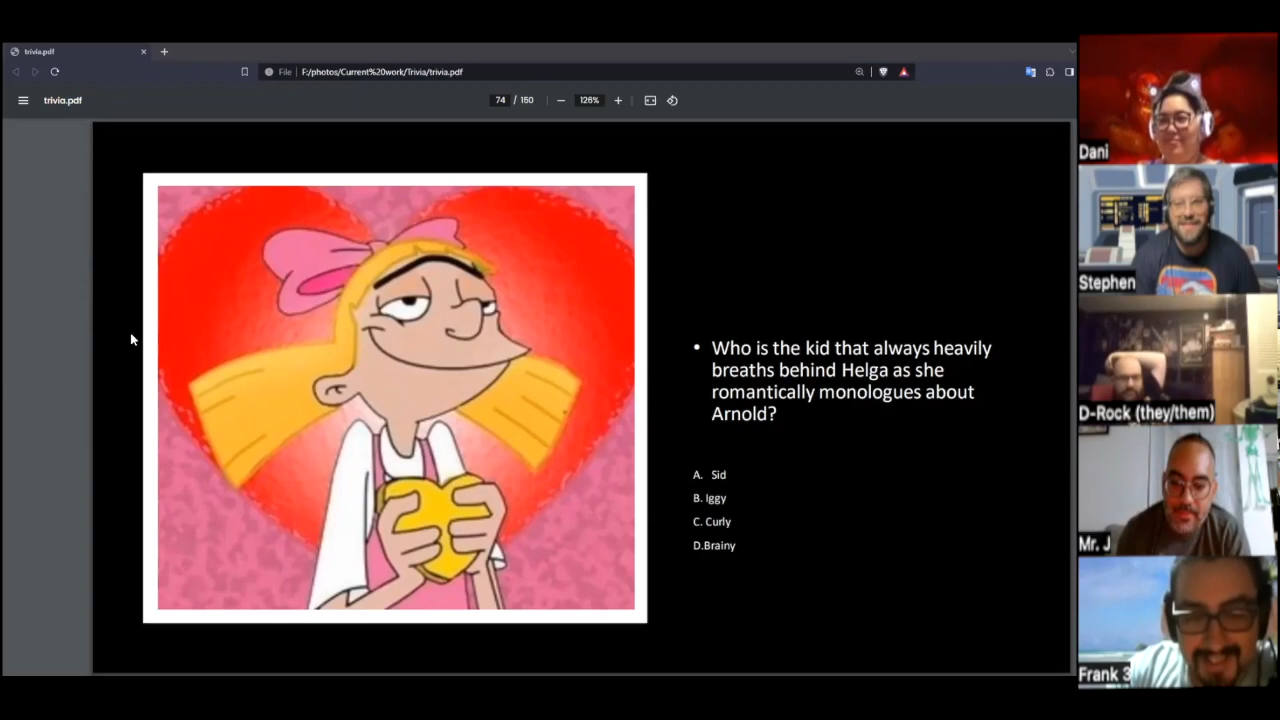 trivia.pdf
File F:/photos/Current%20work/Trivia/trivia.pdf
trivia.pdf
74 / 150 126%
Who is the kid that always heavily
breaths behind Helga as she
romantically monologues about
Arnold?
A. Sid
B. Iggy
C. Curly
D.Brainy
Dani
Stephen
D-Rock (they/them)
Mr. J
Frank 3